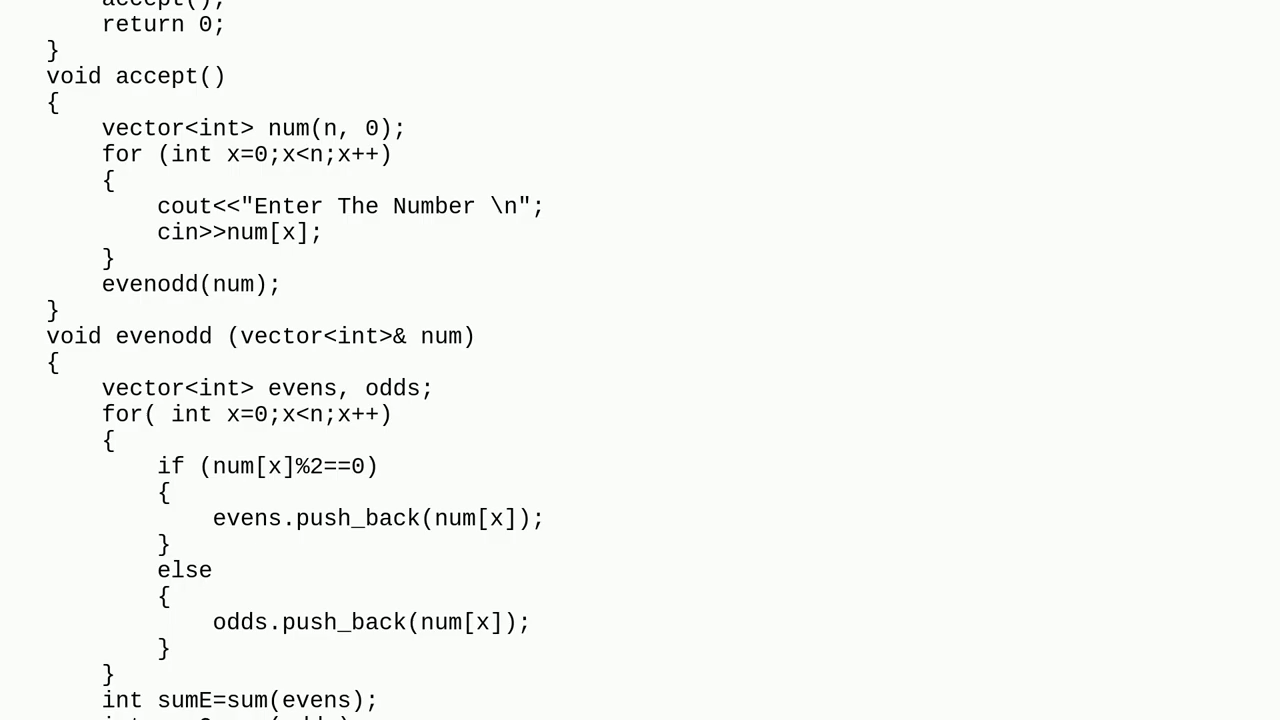 accept();
return 0;
}
void accept()
{
vector<int> num(n, 0);
for (int x=0;x<n;x++)
{
cout<<"Enter The Number \n";
cin>>num[x];
}
evenodd(num);
}
void evenodd (vector<int>& num)
{
vector<int> evens, odds;
for( int x=0;x<n;x++)
{
if (num[x]%2==0)
{
evens.push_back(num[x]);
}
else
{
odds.push_back(num[x]);
}
}
int sumE=sum(evens);